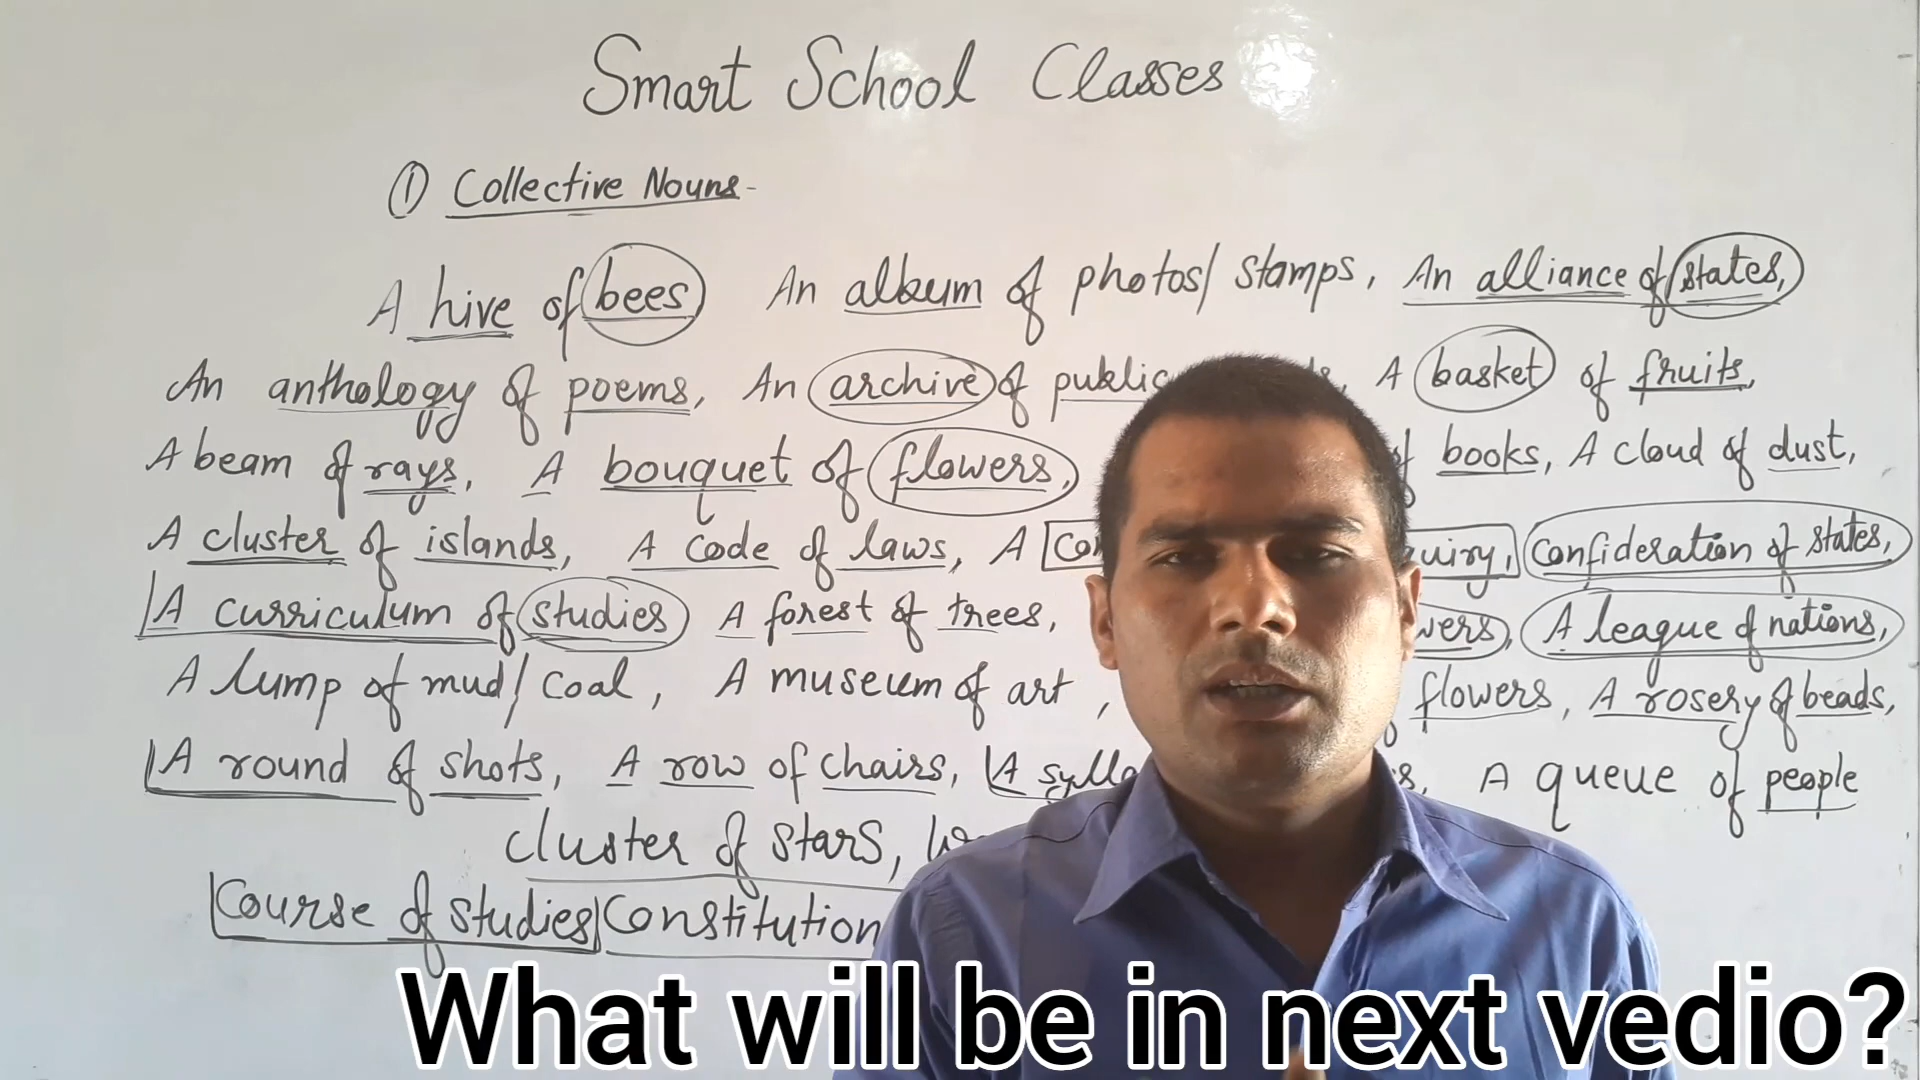 Smart School Classes
① Collective Nouns-
A hive of bees An album of photos/ stamps, An alliance of states,
An anthology of poems, An archive of public A basket of fruits,
A beam of rays, A bouquet of flowers, of books, A cloud of dust,
A cluster of islands, A code of laws, A confideration of states,
A curriculum of studies A forest of trees, A league of nations,
A lump of mud/ coal, A museum of art, flowers, A rosery of beads,
A round of shots, A row of chairs, A A queue of people
cluster of stars,
Course of studies Constitution
What will be in next vedio?